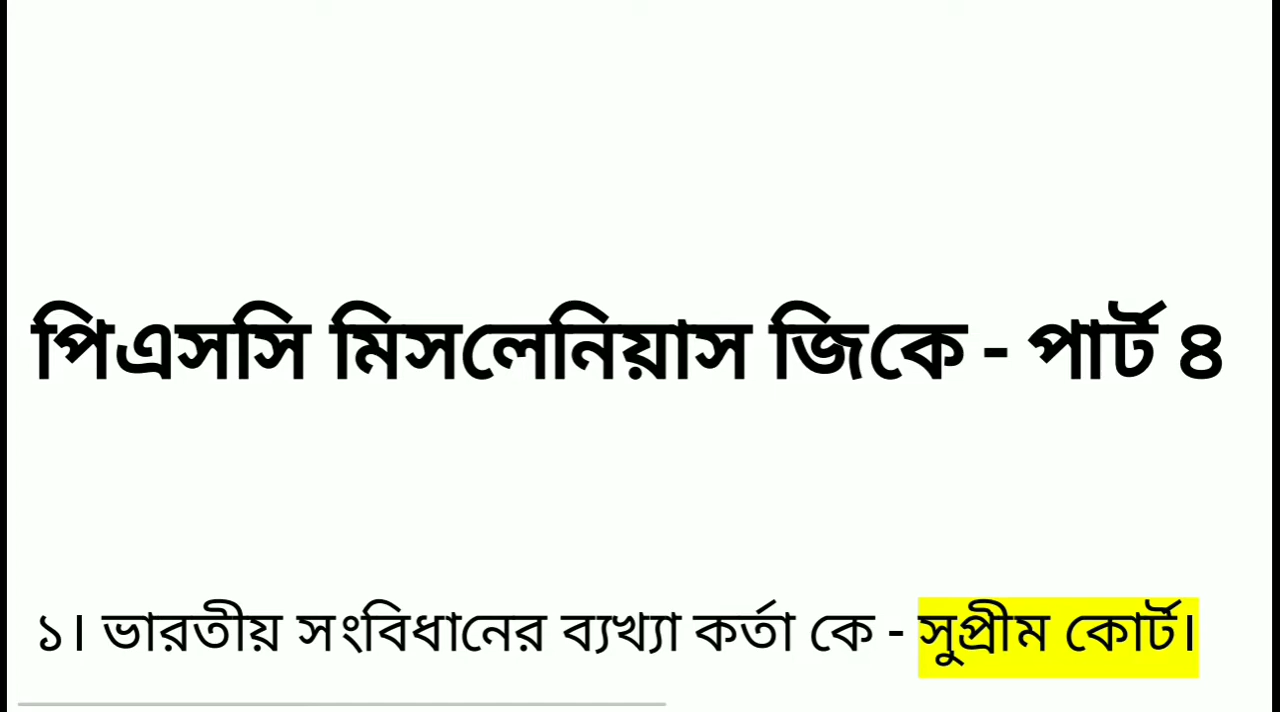 পিএসসি মিসলেনিয়াস জিকে - পার্ট ৪
১। ভারতীয় সংবিধানের ব্যখ্যা কর্তা কে - সুপ্রীম কোর্ট।